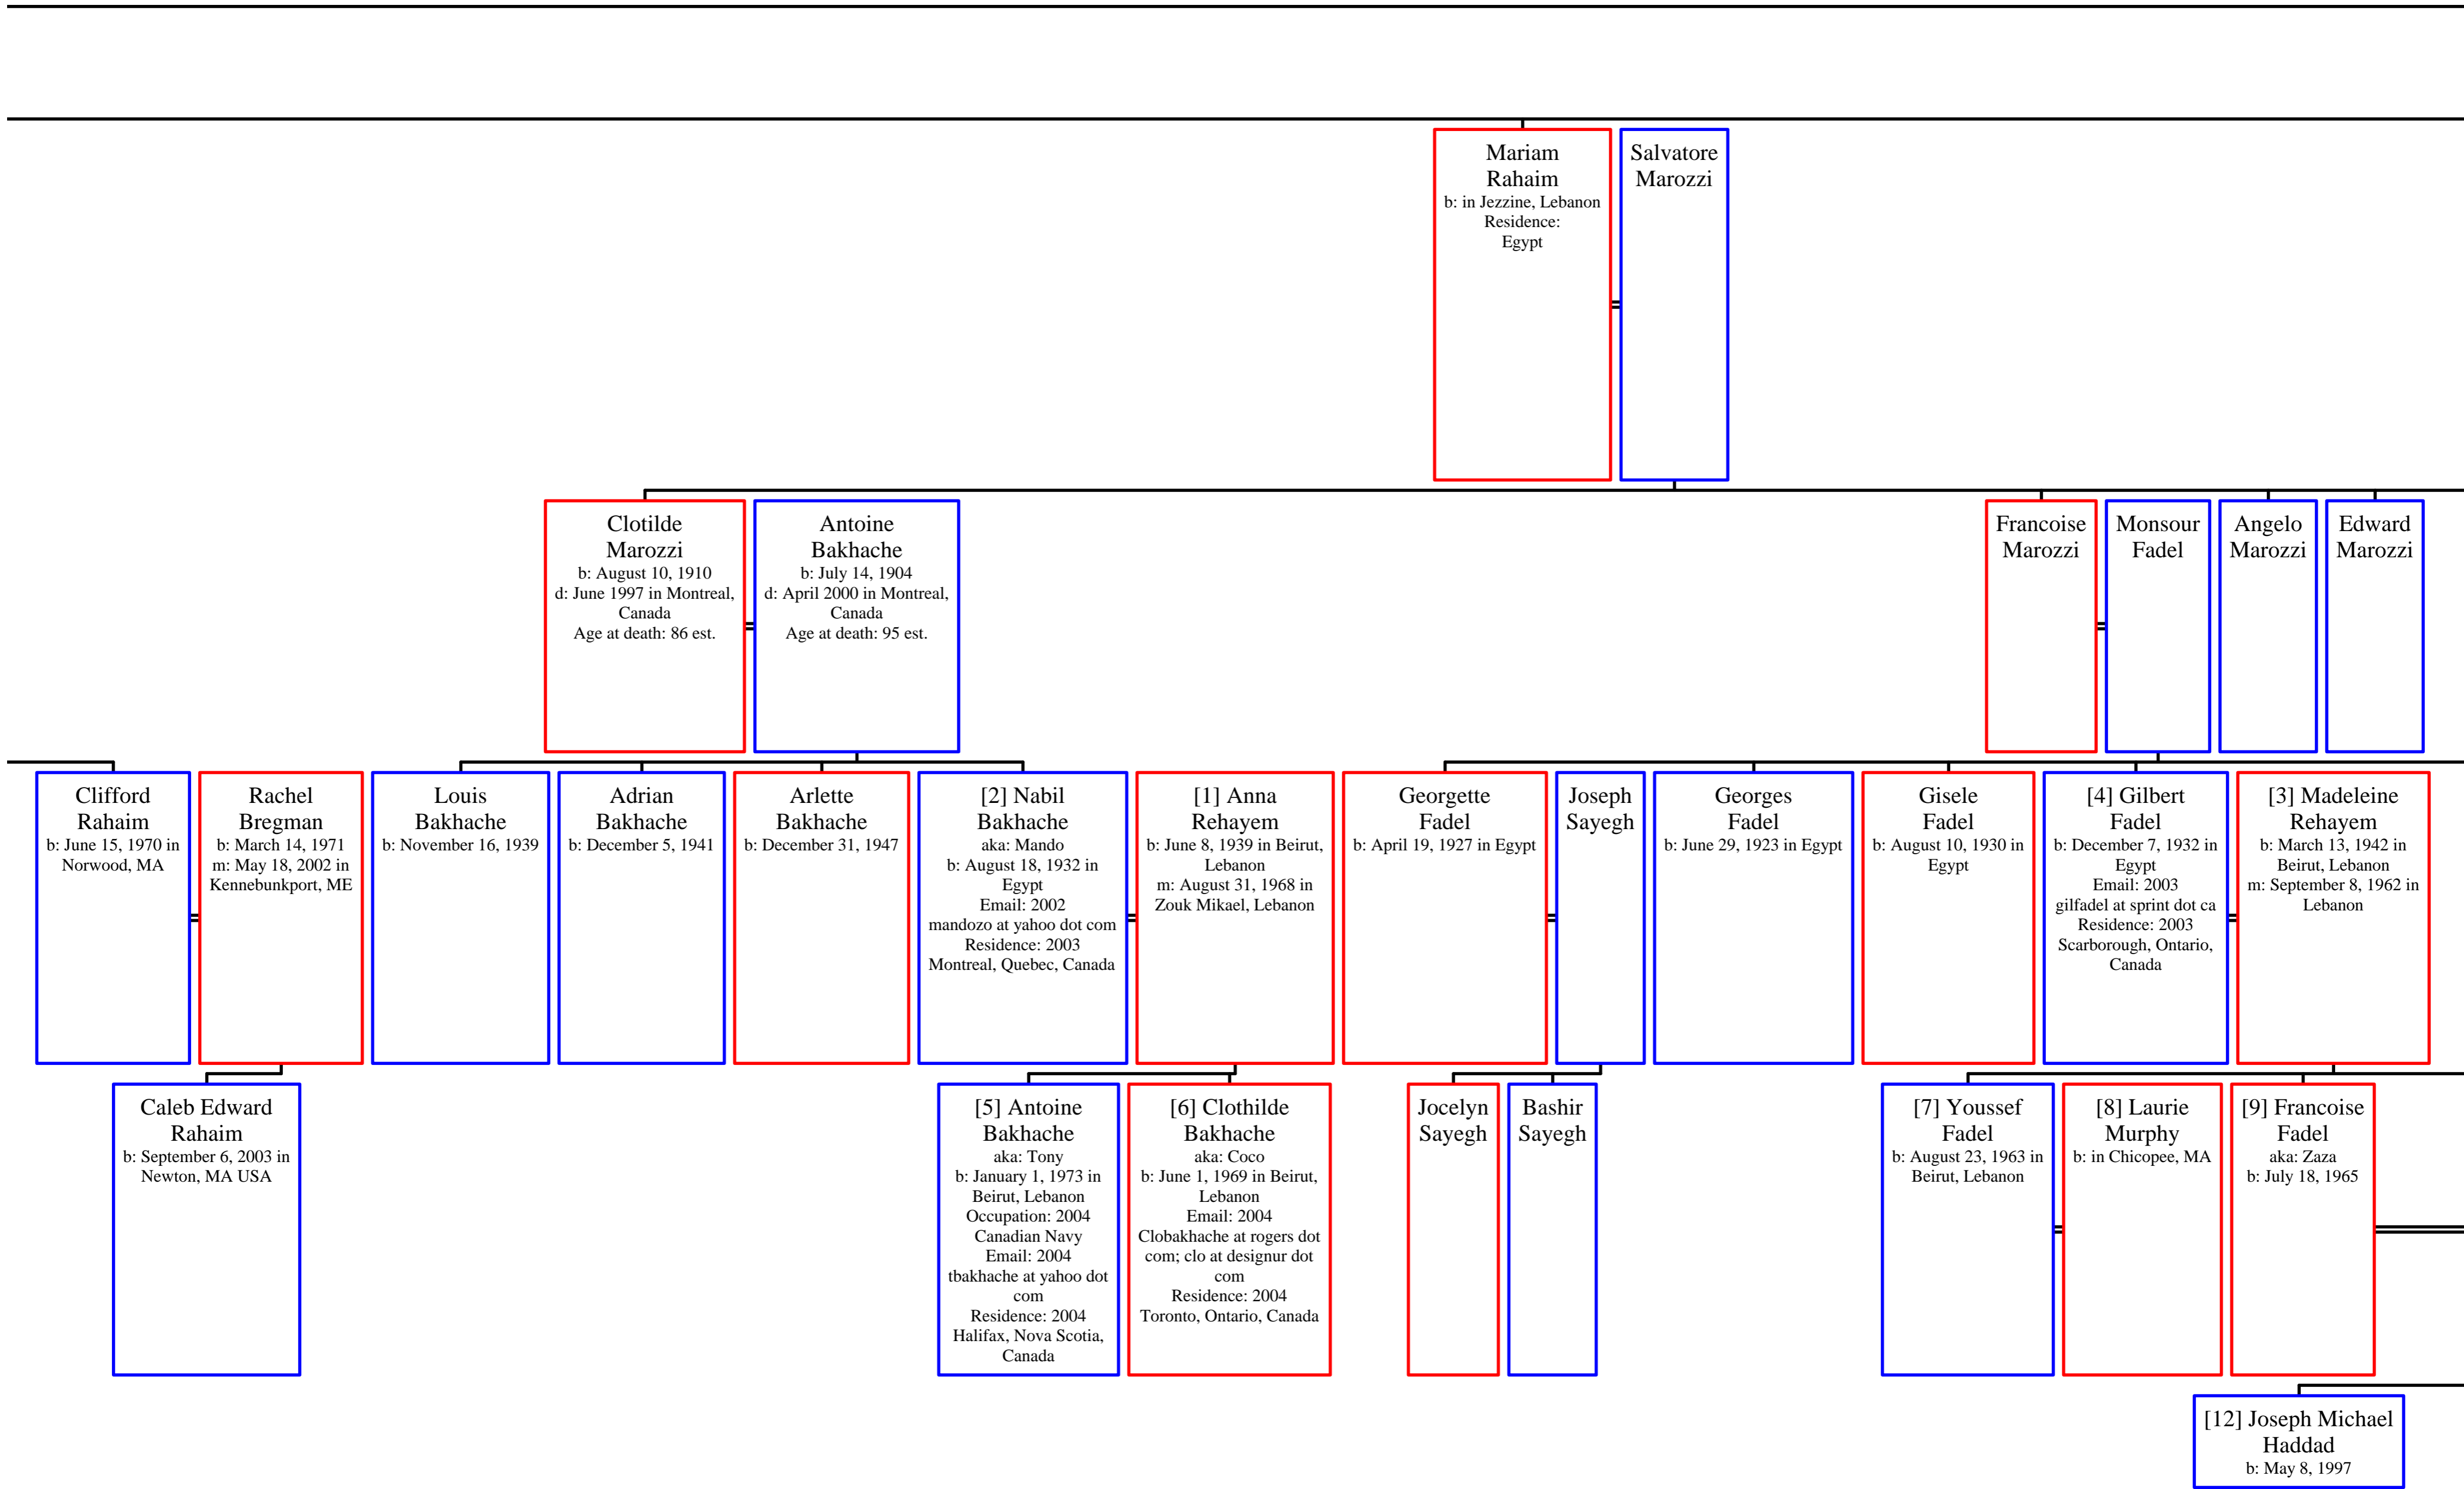 Mariam
Rahaim
b: in Jezzine, Lebanon
Residence:
Egypt
Salvatore
Marozzi
Clotilde
Marozzi
b: August 10, 1910
d: June 1997 in Montreal,
Canada
Age at death: 86 est.
Antoine
Bakhache
b: July 14, 1904
d: April 2000 in Montreal,
Canada
Age at death: 95 est.
Francoise
Marozzi
Monsour
Fadel
Angelo
Marozzi
Edward
Marozzi
Clifford
Rahaim
b: June 15, 1970 in
Norwood, MA
Rachel
Bregman
b: March 14, 1971
m: May 18, 2002 in
Kennebunkport, ME
Louis
Bakhache
b: November 16, 1939
Adrian
Bakhache
b: December 5, 1941
Arlette
Bakhache
b: December 31, 1947
[2] Nabil
Bakhache
aka: Mando
b: August 18, 1932 in
Egypt
Email: 2002
mandozo at yahoo dot com
Residence: 2003
Montreal, Quebec, Canada
[1] Anna
Rehayem
b: June 8, 1939 in Beirut,
Lebanon
m: August 31, 1968 in
Zouk Mikael, Lebanon
Georgette
Fadel
b: April 19, 1927 in Egypt
Joseph
Sayegh
Georges
Fadel
b: June 29, 1923 in Egypt
Gisele
Fadel
b: August 10, 1930 in
Egypt
[4] Gilbert
Fadel
b: December 7, 1932 in
Egypt
Email: 2003
gilfadel at sprint dot ca
Residence: 2003
Scarborough, Ontario,
Canada
[3] Madeleine
Rehayem
b: March 13, 1942 in
Beirut, Lebanon
m: September 8, 1962 in
Lebanon
Caleb Edward
Rahaim
b: September 6, 2003 in
Newton, MA USA
[5] Antoine
Bakhache
aka: Tony
b: January 1, 1973 in
Beirut, Lebanon
Occupation: 2004
Canadian Navy
Email: 2004
tbakhache at yahoo dot
com
Residence: 2004
Halifax, Nova Scotia,
Canada
[6] Clothilde
Bakhache
aka: Coco
b: June 1, 1969 in Beirut,
Lebanon
Email: 2004
Clobakhache at rogers dot
com; clo at designur dot
com
Residence: 2004
Toronto, Ontario, Canada
Jocelyn
Sayegh
Bashir
Sayegh
[7] Youssef
Fadel
b: August 23, 1963 in
Beirut, Lebanon
[8] Laurie
Murphy
b: in Chicopee, MA
[9] Francoise
Fadel
aka: Zaza
b: July 18, 1965
[12] Joseph Michael
Haddad
b: May 8, 1997